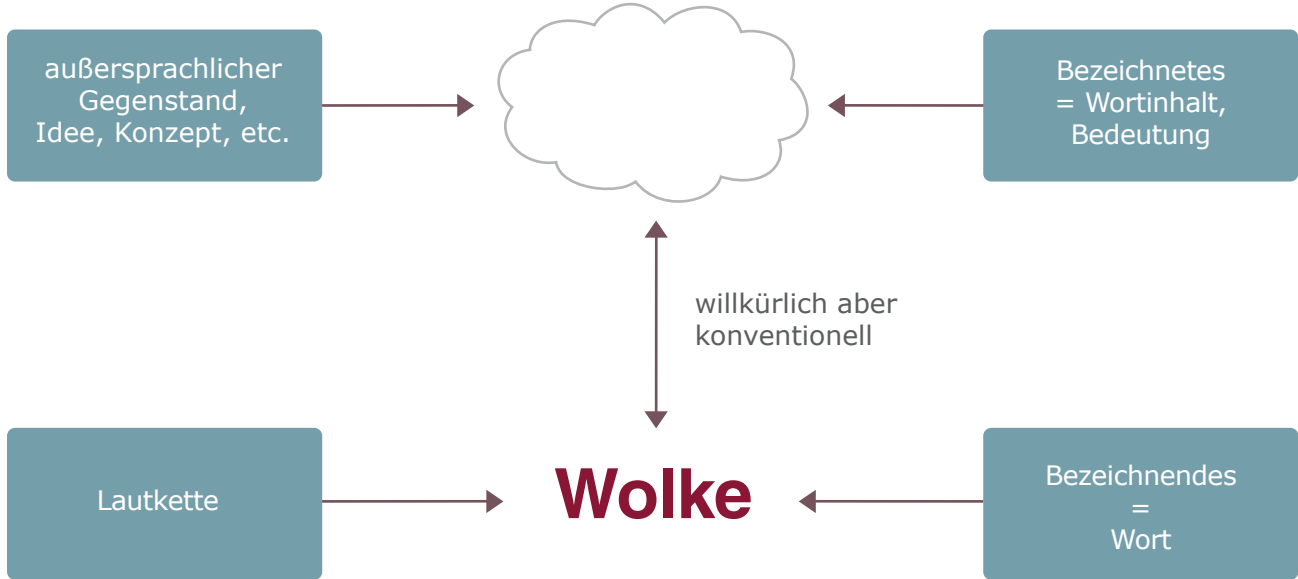 außersprachlicher
Gegenstand,
Idee, Konzept, etc.
Bezeichnetes
= Wortinhalt,
Bedeutung
willkürlich aber
konventionell
Lautkette
Wolke
Bezeichnendes
=
Wort